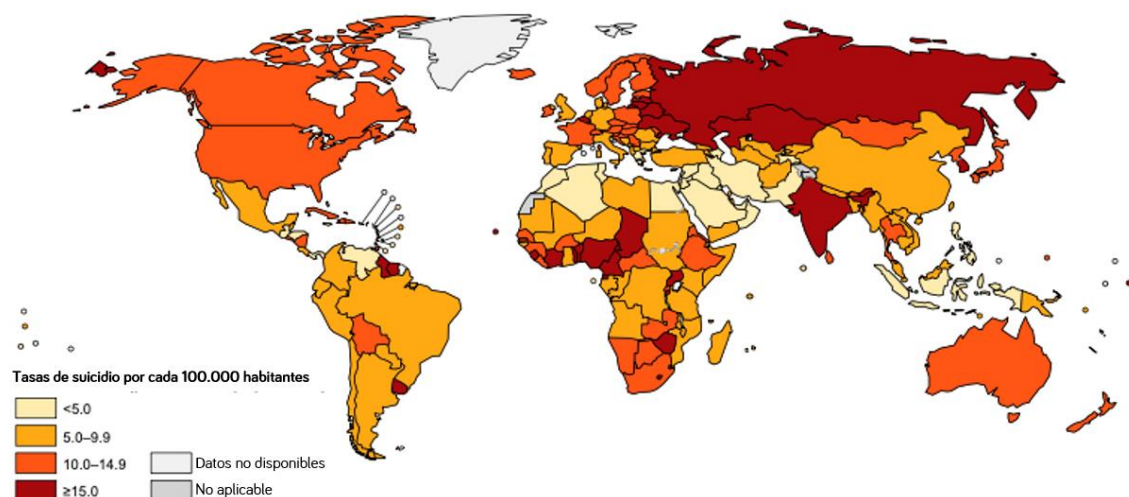 Tasas de suicidio por cada 100.000 habitantes
<5.0
5.0–9.9
10.0–14.9
≥15.0
Datos no disponibles
No aplicable